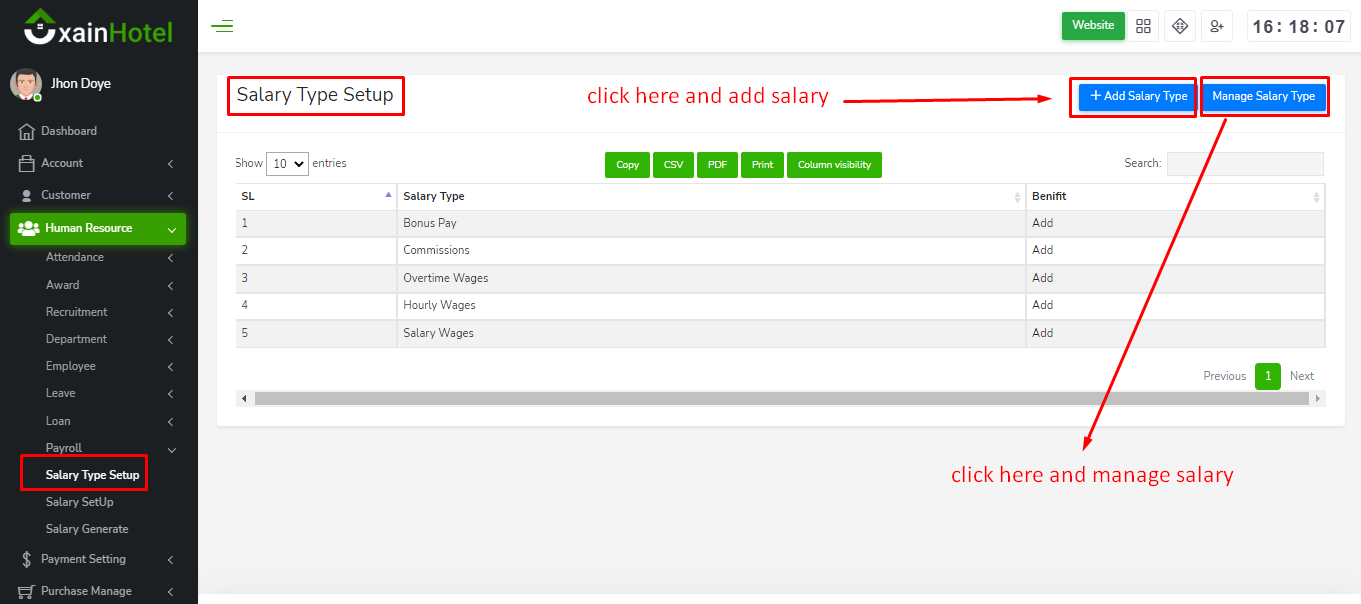 xainHotel
Website
16:18:07
Jhon Doye
Dashboard
Account
Customer
Human Resource
Attendance
Award
Recruitment
Department
Employee
Leave
Loan
Payroll
Salary Type Setup
Salary SetUp
Salary Generate
Payment Setting
Purchase Manage
Salary Type Setup
click here and add salary
+ Add Salary Type
Manage Salary Type
Show 10 entries
Copy CSV PDF Print Column visibility
Search:
SL Salary Type Benifit
1 Bonus Pay Add
2 Commissions Add
3 Overtime Wages Add
4 Hourly Wages Add
5 Salary Wages Add
Previous 1 Next
click here and manage salary